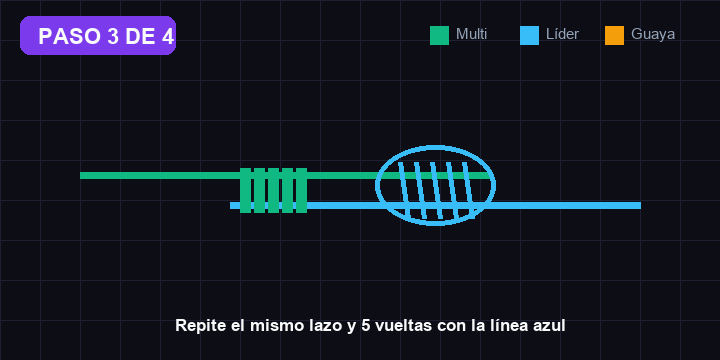 PASO 3 DE 4
Multi
Líder
Guaya
Repite el mismo lazo y 5 vueltas con la línea azul